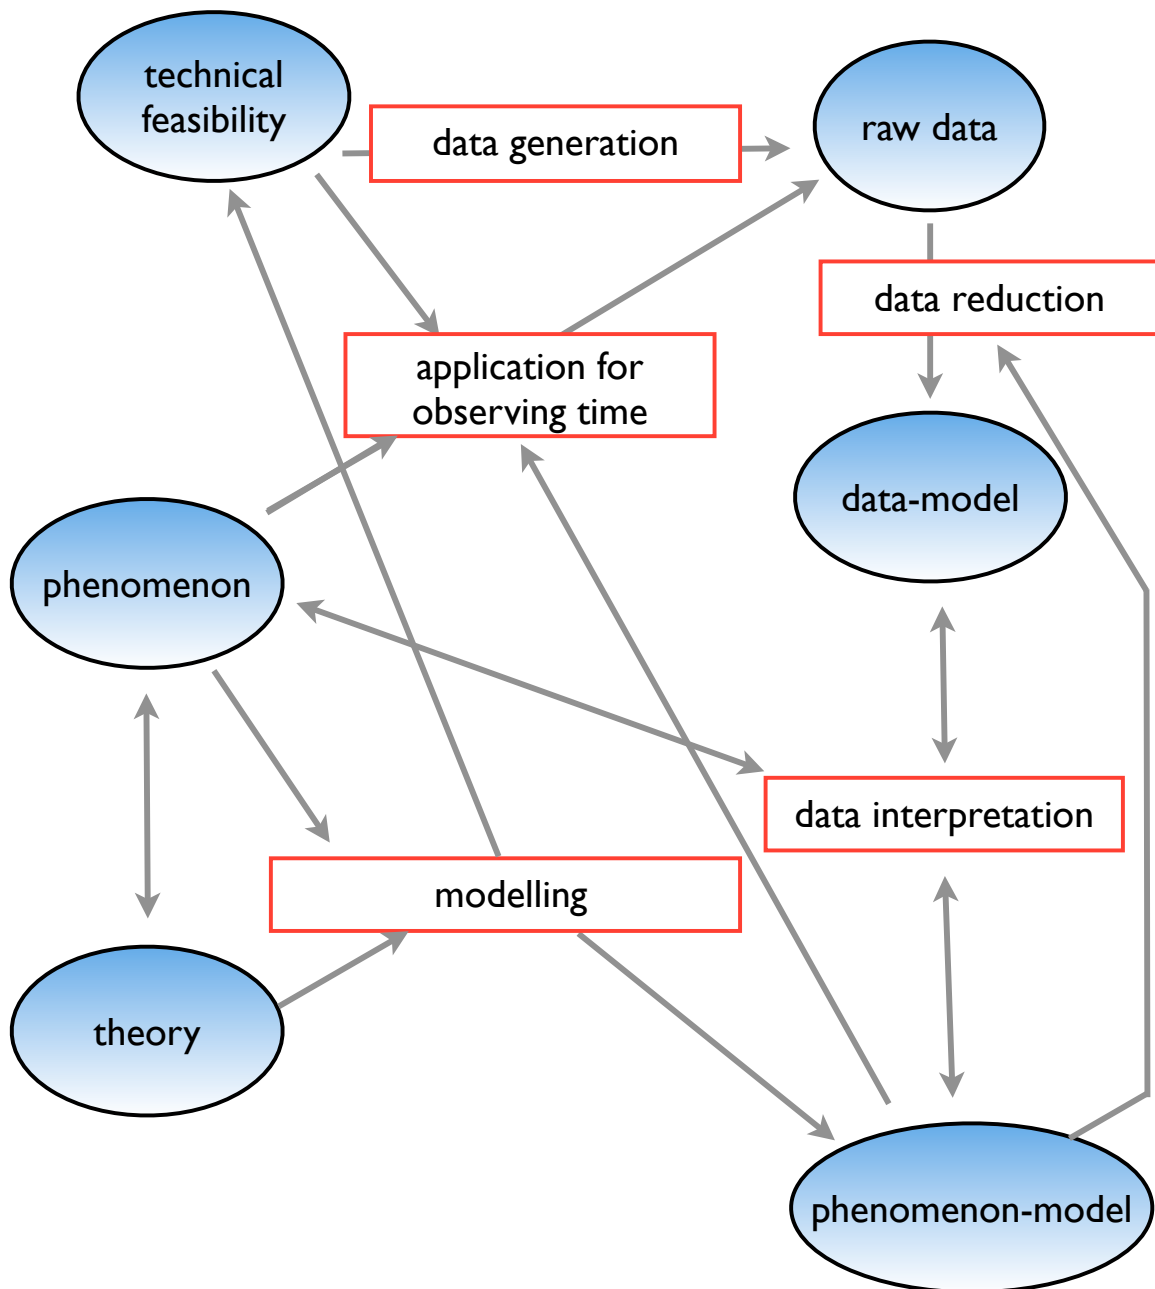 technical
feasibility
data generation
raw data
data reduction
application for
observing time
data-model
phenomenon
data interpretation
modelling
theory
phenomenon-model